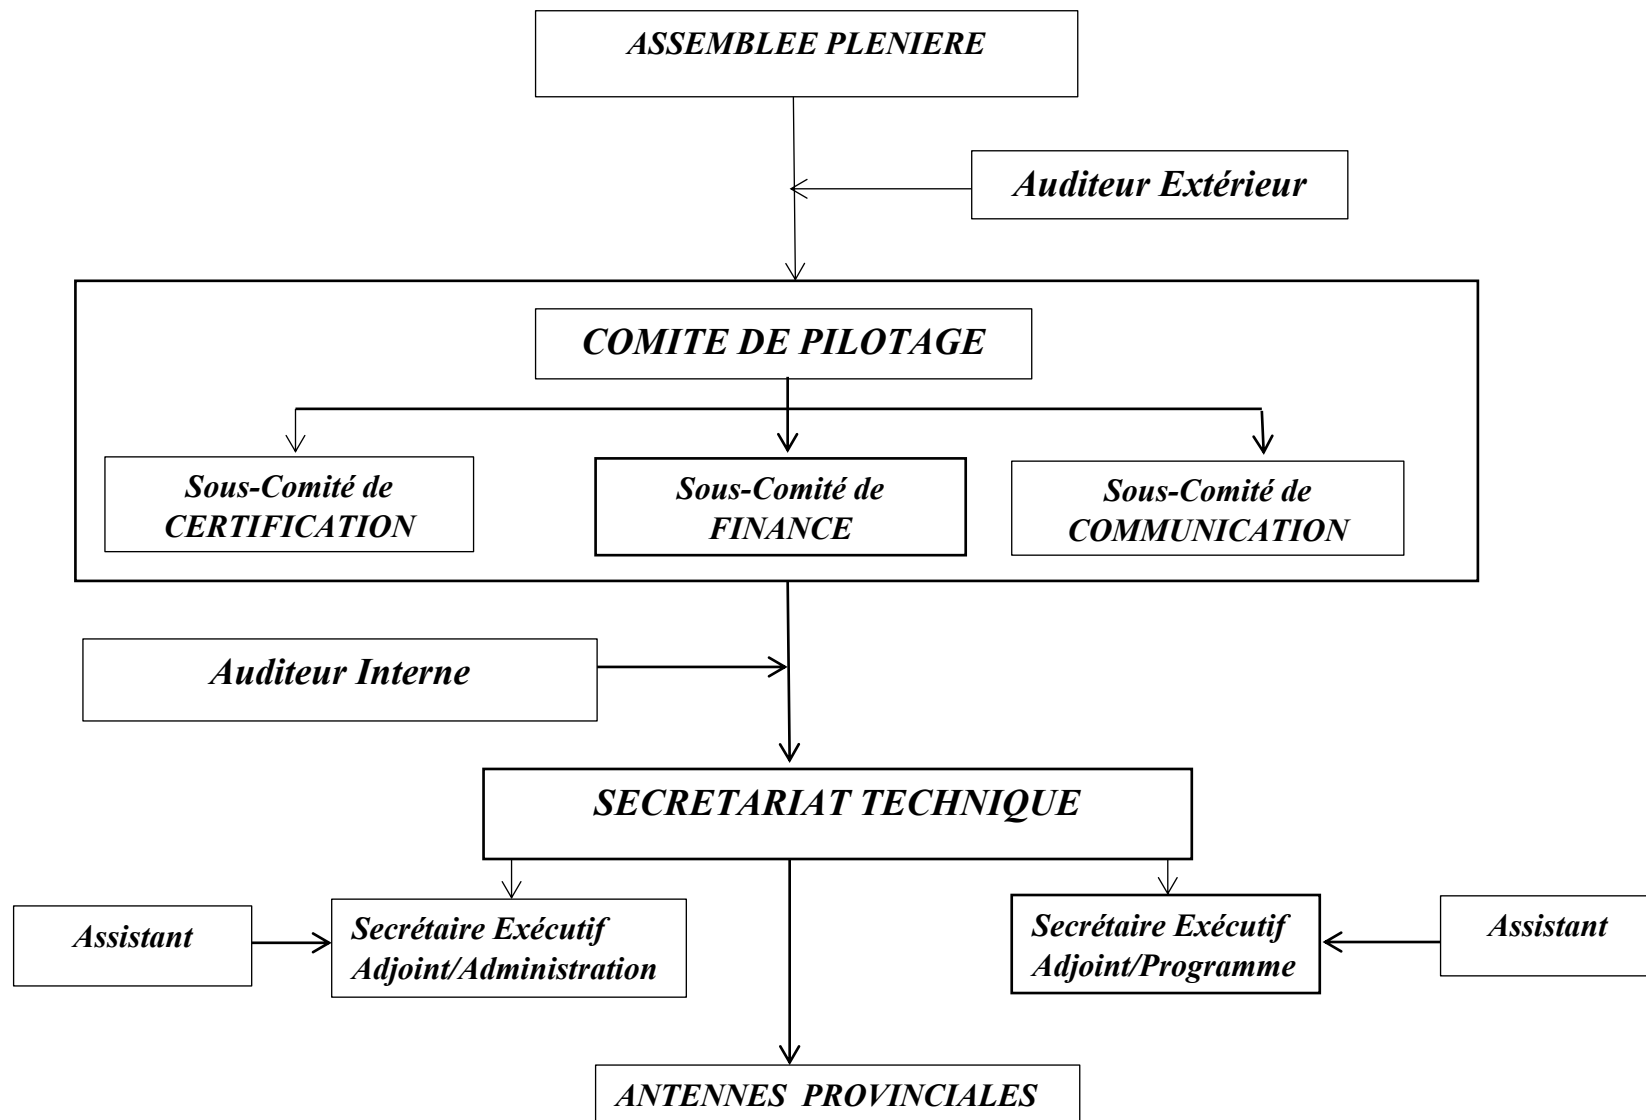 ASSEMBLEE PLENIERE
Auditeur Extérieur
COMITE DE PILOTAGE
Sous-Comité de
CERTIFICATION
Sous-Comité de
FINANCE
Sous-Comité de
COMMUNICATION
Auditeur Interne
SECRETARIAT TECHNIQUE
Assistant
Secrétaire Exécutif
Adjoint/Administration
Secrétaire Exécutif
Adjoint/Programme
Assistant
ANTENNES PROVINCIALES